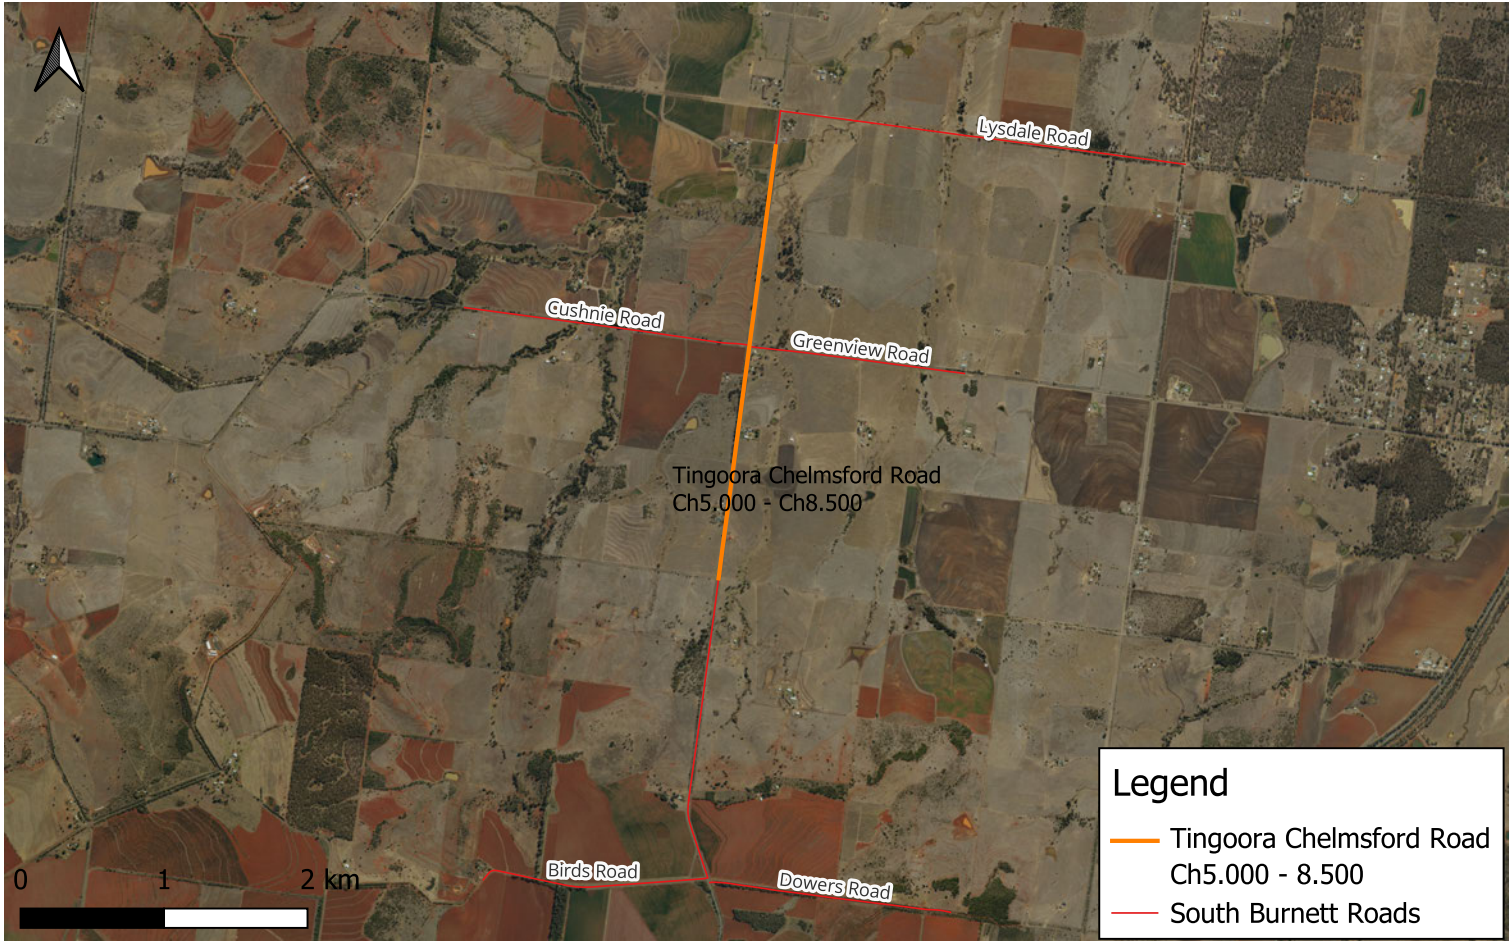 Lysdale Road
Cushnie Road
Greenview Road
Tingoora Chelmsford Road
Ch5.000 - Ch8.500
Birds Road
Dowers Road
0 1 2 km
Legend
Tingoora Chelmsford Road
Ch5.000 - 8.500
South Burnett Roads